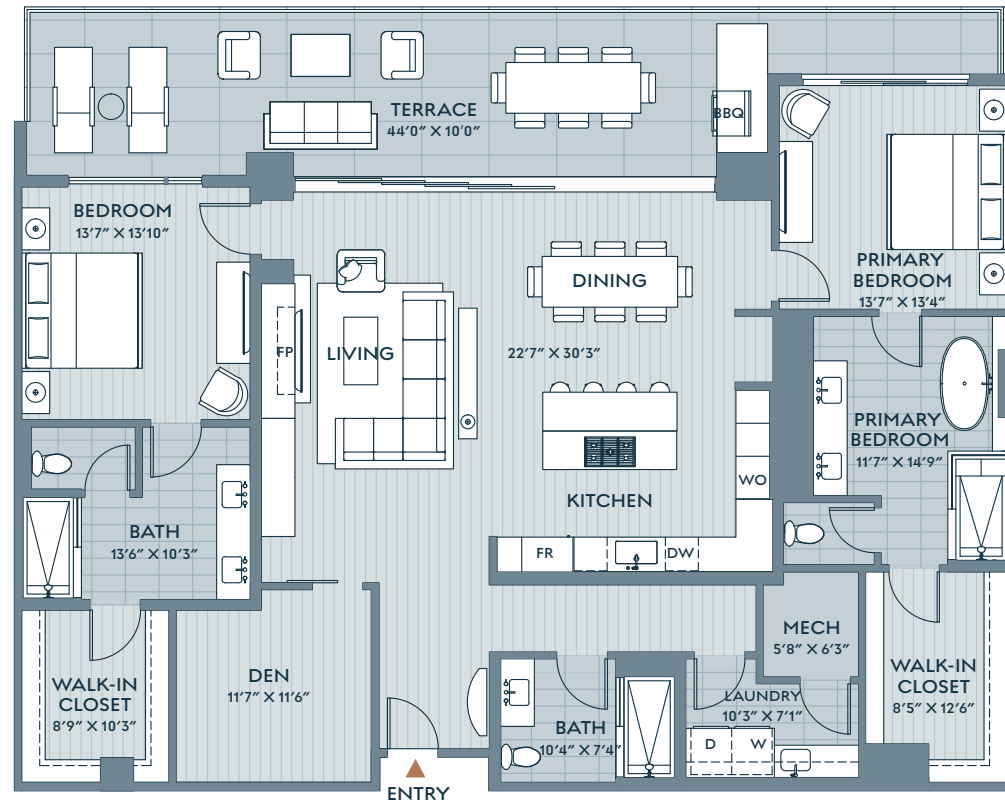 TERRACE
44'0" X 10'0"
BBQ
BEDROOM
13'7" X 13'10"
PRIMARY
BEDROOM
13'7" X 13'4"
DINING
FP
LIVING
22'7" X 30'3"
PRIMARY
BEDROOM
11'7" X 14'9"
WO
KITCHEN
BATH
13'6" X 10'3"
FR
DW
MECH
5'8" X 6'3"
DEN
11'7" X 11'6"
WALK-IN
CLOSET
8'9" X 10'3"
WALK-IN
CLOSET
8'5" X 12'6"
LAUNDRY
10'3" X 7'1"
BATH
10'4" X 7'4"
D
W
ENTRY